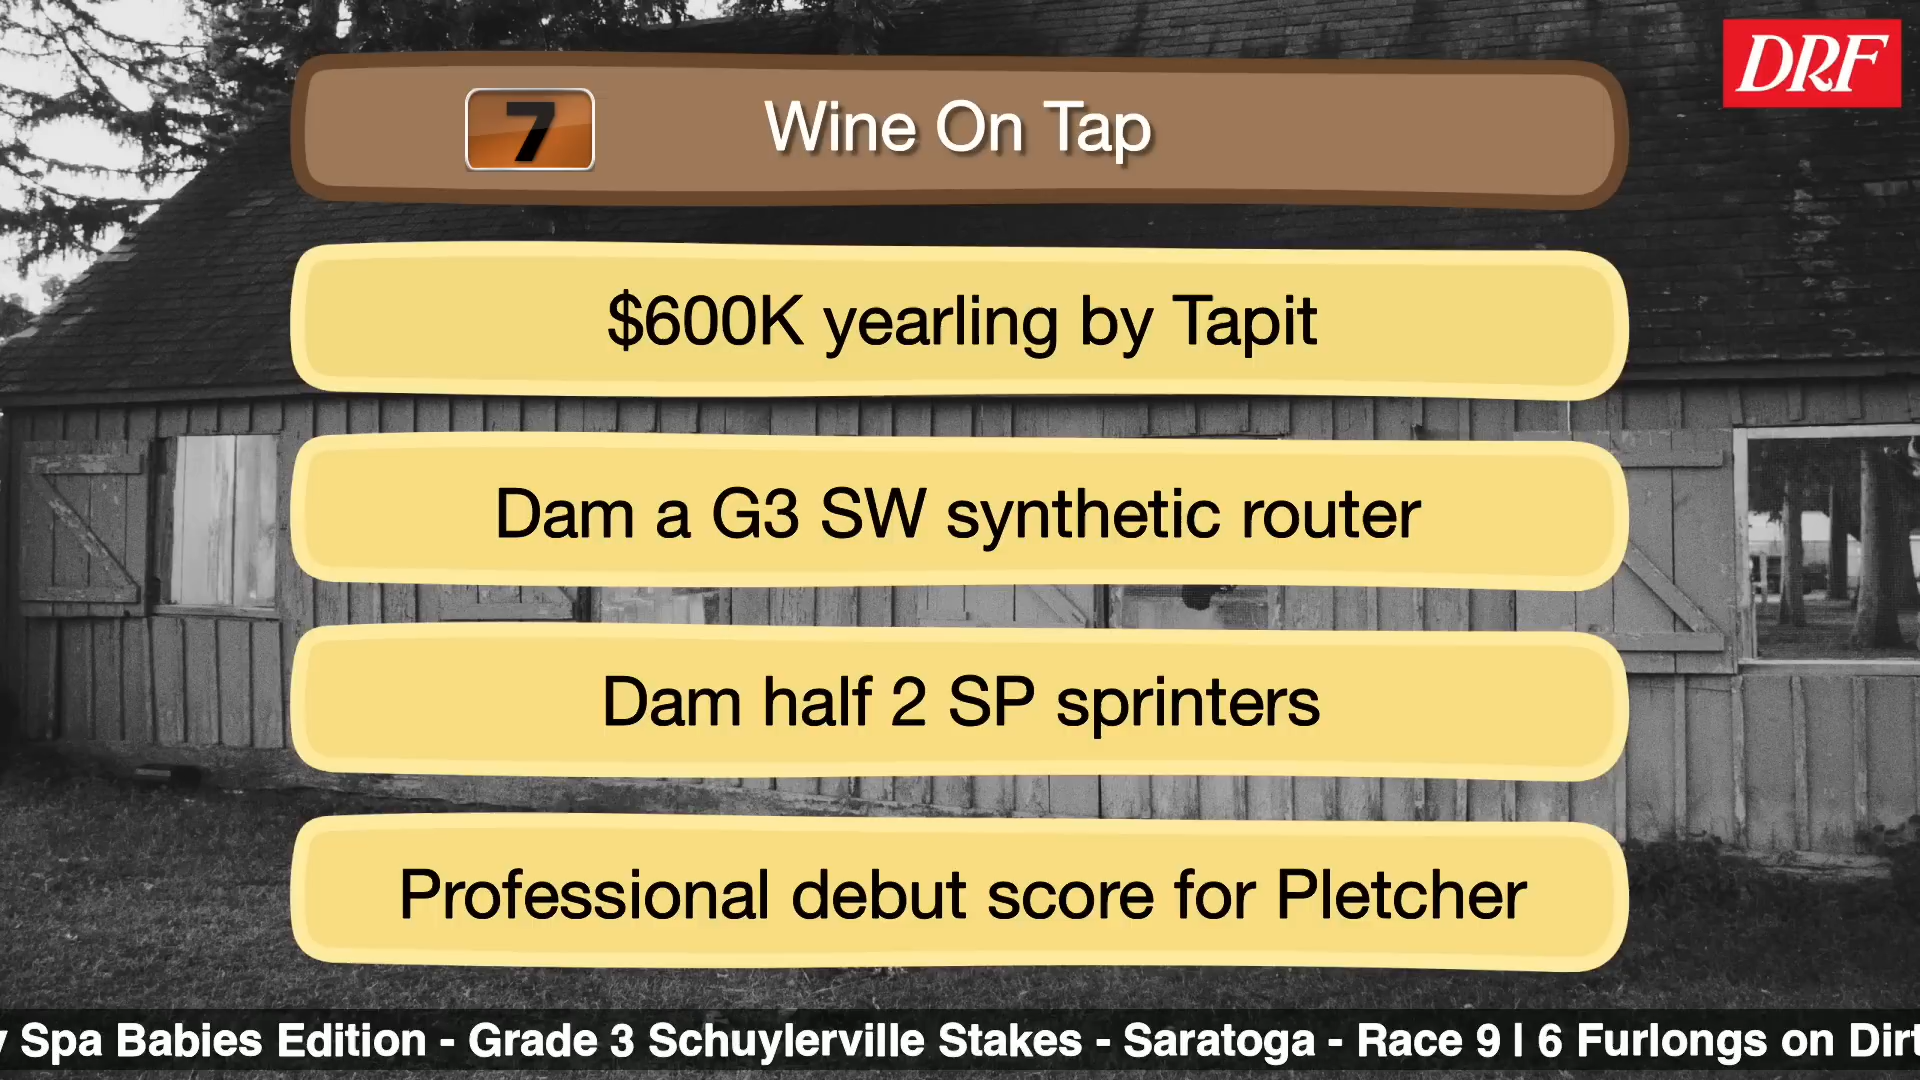 DRF
7 Wine On Tap
$600K yearling by Tapit
Dam a G3 SW synthetic router
Dam half 2 SP sprinters
Professional debut score for Pletcher
Spa Babies Edition - Grade 3 Schuylerville Stakes - Saratoga - Race 9 | 6 Furlongs on Dirt